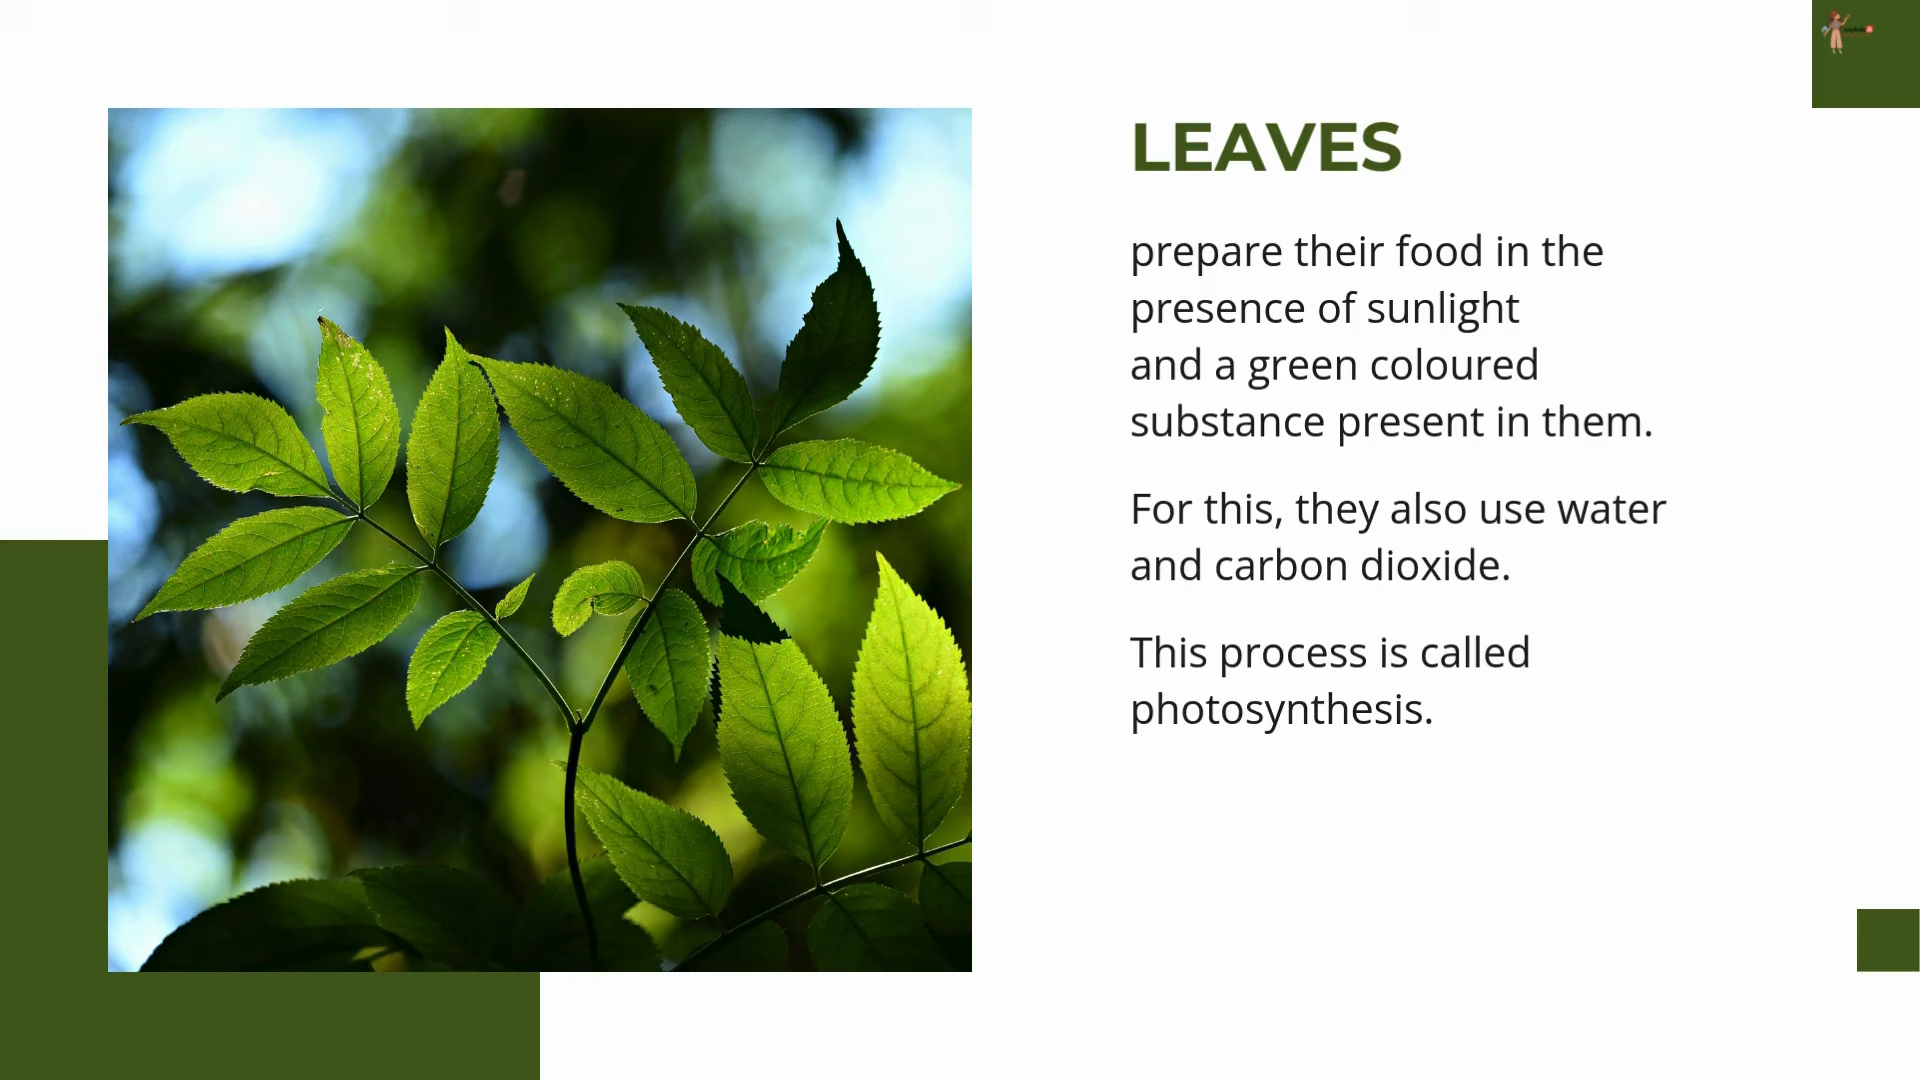 LEAVES
prepare their food in the
presence of sunlight
and a green coloured
substance present in them.
For this, they also use water
and carbon dioxide.
This process is called
photosynthesis.